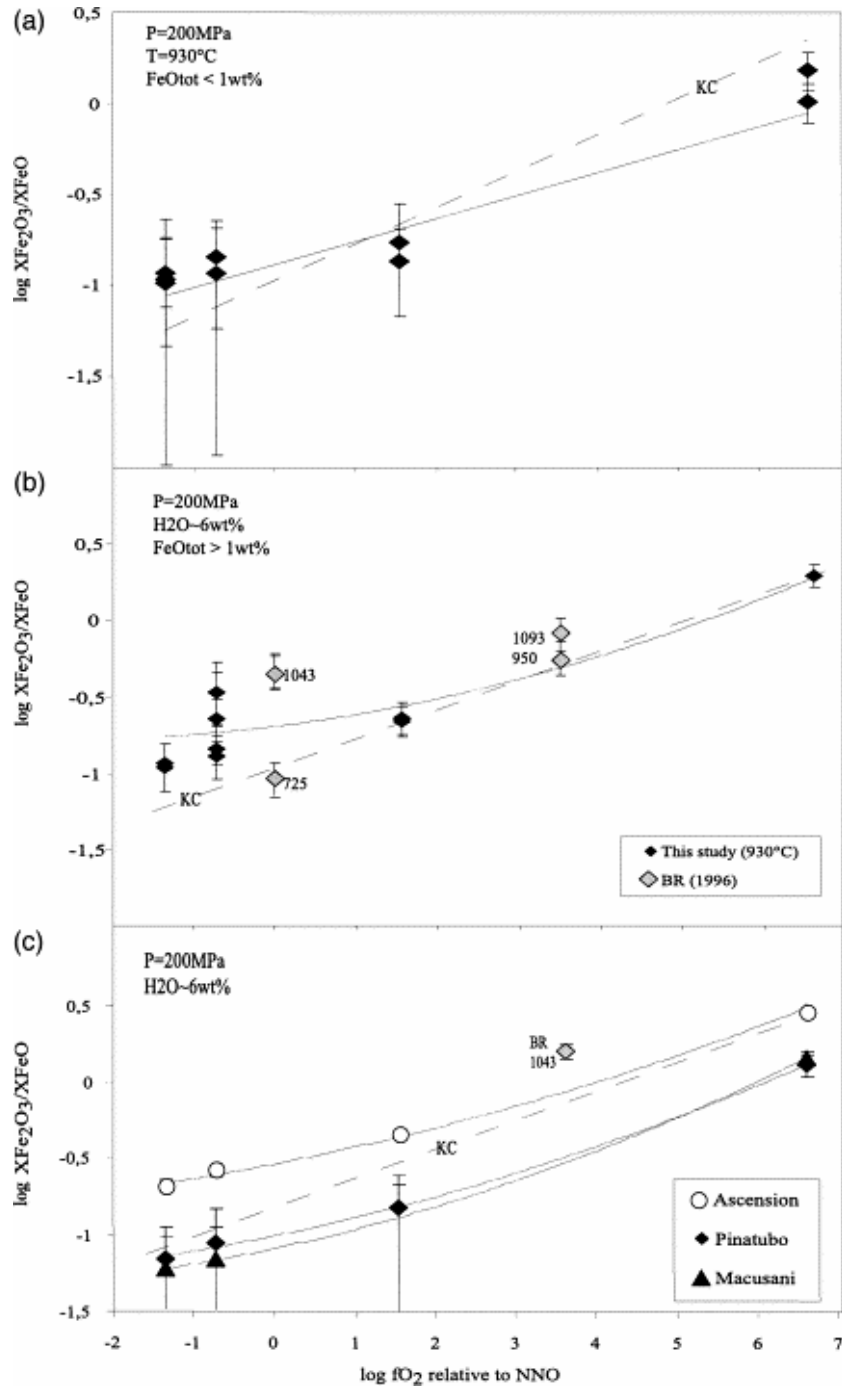 (a)
P=200MPa
T=930°C
FeOtot < 1wt%
KC
0,5
0
-0,5
-1
-1,5
log XFe2O3/XFeO
(b)
P=200MPa
H2O~6wt%
FeOtot > 1wt%
0,5
0
-0,5
-1
-1,5
log XFe2O3/XFeO
1043
725
1093
950
KC
This study (930°C)
BR (1996)
(c)
P=200MPa
H2O~6wt%
0,5
0
-0,5
-1
-1,5
log XFe2O3/XFeO
BR
1043
KC
Ascension
Pinatubo
Macusani
-2 -1 0 1 2 3 4 5 6 7
log fO2 relative to NNO